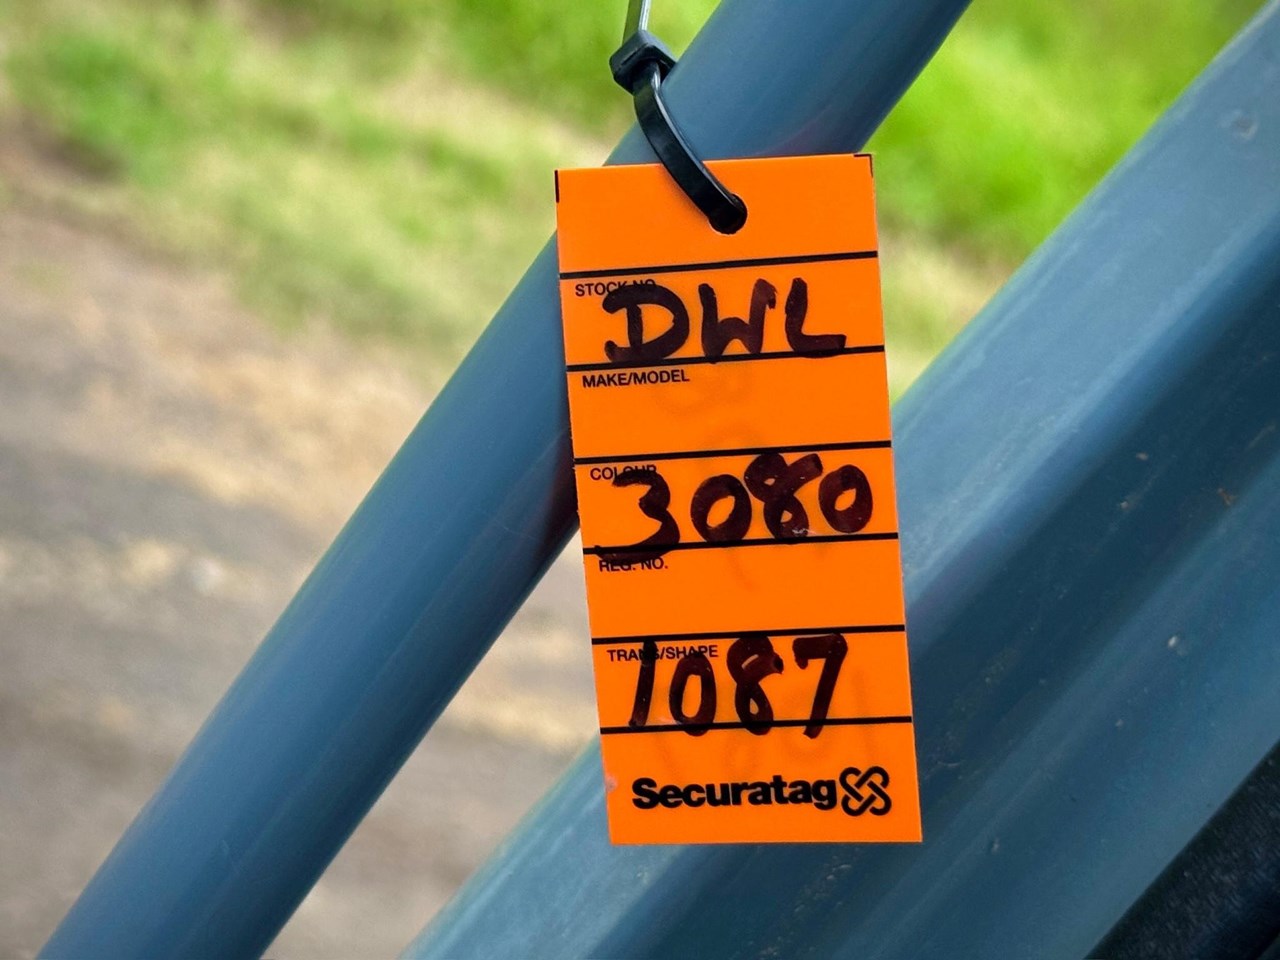 STOCK NO
DWL
MAKE/MODEL
COLOUR
3080
REG. NO.
TRANS/SHAPE
1087
Securatag